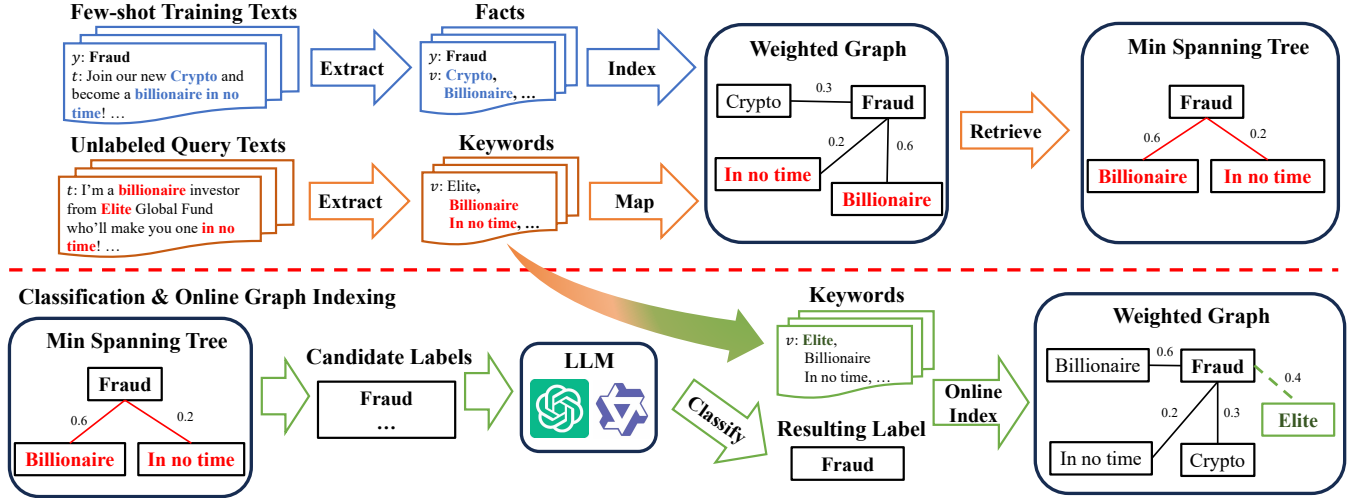 Few-shot Training Texts
y: Fraud
t: Join our new Crypto and
become a billionaire in no
time! …
Extract
Facts
y: Fraud
v: Crypto,
Billionaire, …
Index
Unlabeled Query Texts
t: I'm a billionaire investor
from Elite Global Fund
who'll make you one in no
time! …
Extract
Keywords
v: Elite,
Billionaire
In no time, …
Map
Weighted Graph
Crypto
0.3
Fraud
0.2
0.6
In no time
Billionaire
Retrieve
Min Spanning Tree
Fraud
0.6
0.2
Billionaire
In no time
Classification & Online Graph Indexing
Min Spanning Tree
Fraud
0.6
0.2
Billionaire
In no time
Candidate Labels
Fraud
…
LLM
Classify
Keywords
v: Elite,
Billionaire
In no time, …
Resulting Label
Fraud
Online
Index
Weighted Graph
Billionaire
0.6
Fraud
0.4
0.2
0.3
Elite
In no time
Crypto